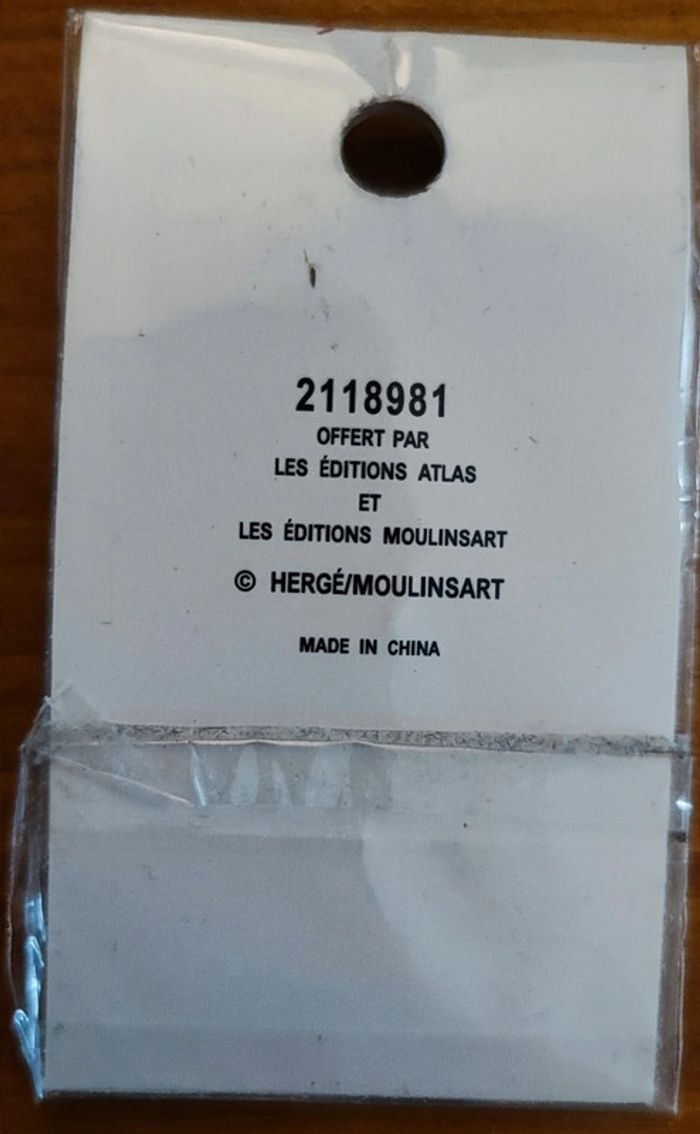 2118981
OFFERT PAR
LES ÉDITIONS ATLAS
ET
LES ÉDITIONS MOULINSART
© HERGÉ/MOULINSART
MADE IN CHINA